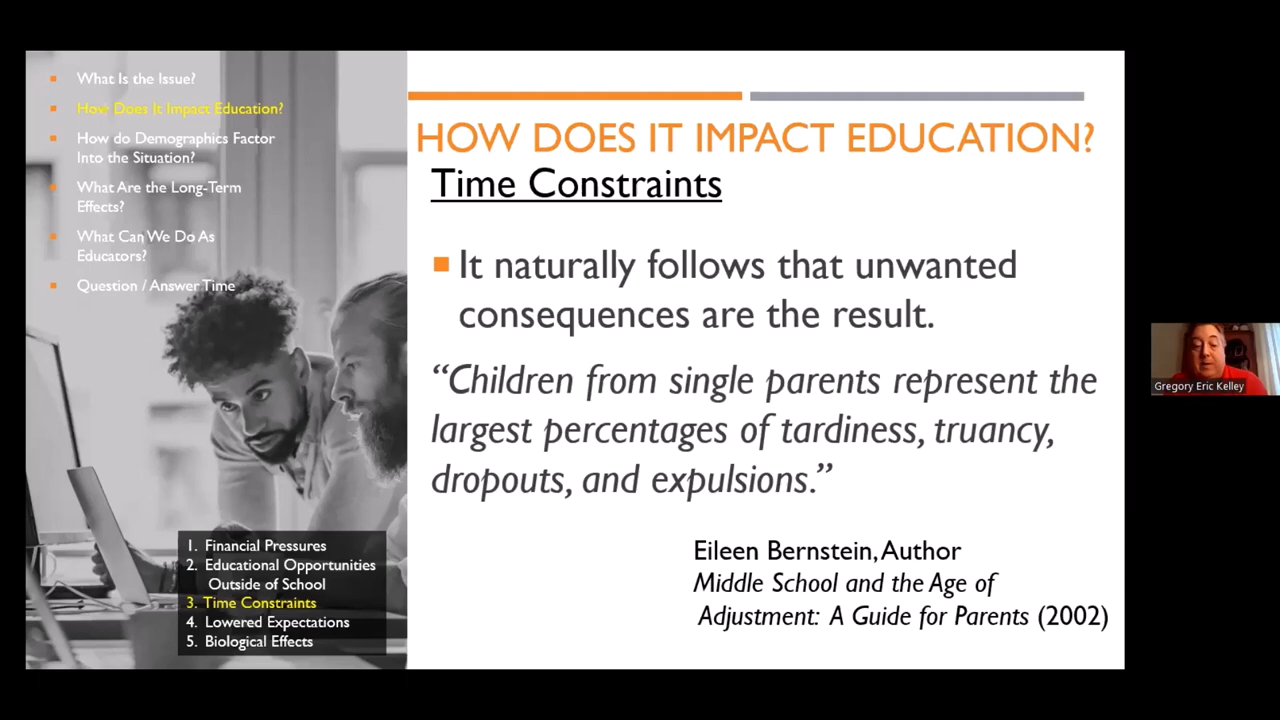 What Is the Issue?
How Does It Impact Education?
How do Demographics Factor
Into the Situation?
What Are the Long-Term
Effects?
What Can We Do As
Educators?
Question / Answer Time
1. Financial Pressures
2. Educational Opportunities
Outside of School
3. Time Constraints
4. Lowered Expectations
5. Biological Effects
HOW DOES IT IMPACT EDUCATION?
Time Constraints
It naturally follows that unwanted
consequences are the result.
“Children from single parents represent the
largest percentages of tardiness, truancy,
dropouts, and expulsions.”
Eileen Bernstein, Author
Middle School and the Age of
Adjustment: A Guide for Parents (2002)
Gregory Eric Kelley